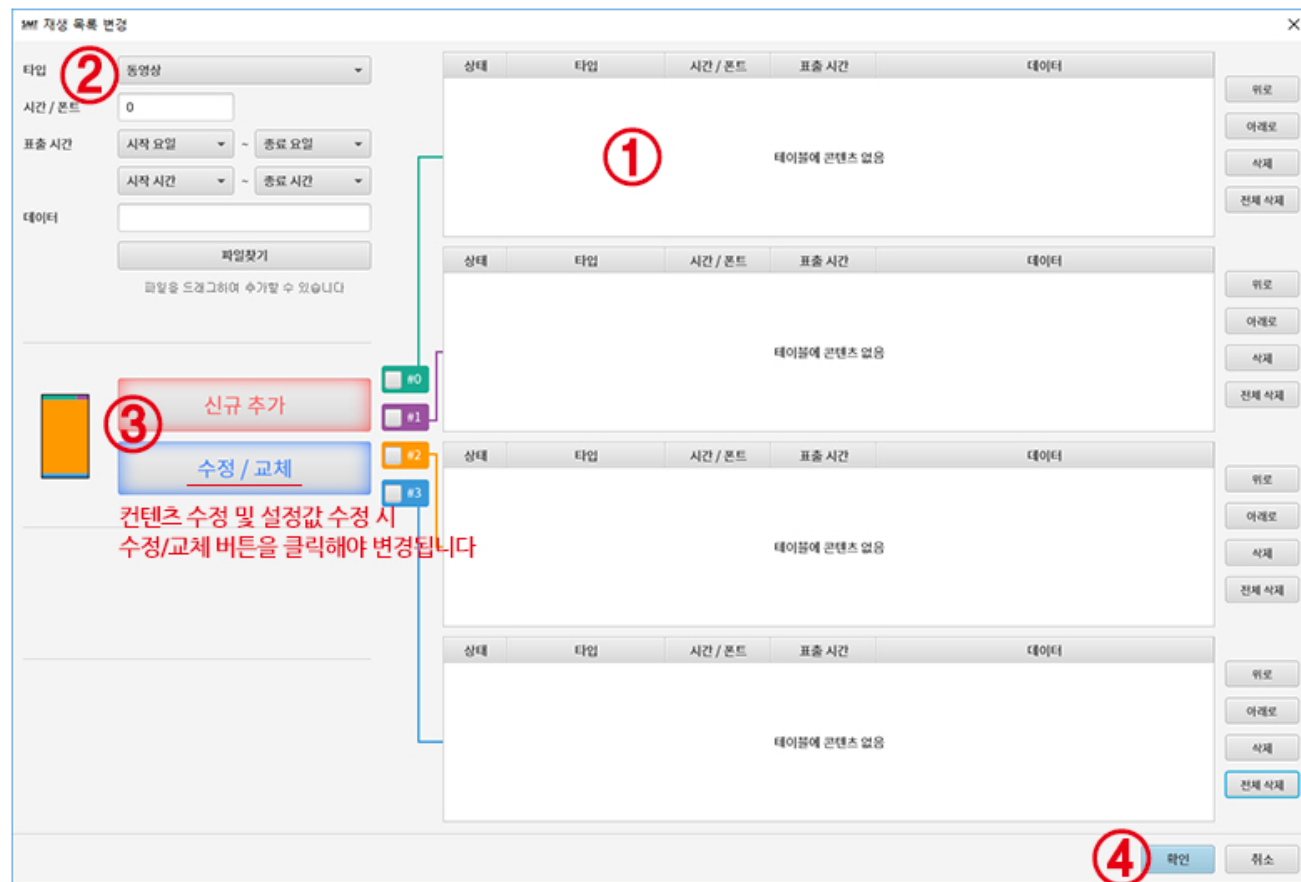 SMT 재생 목록 변경
타입
②
동영상
시간 / 폰트
0
표출 시간
시작 요일 ~ 종료 요일
시작 시간 ~ 종료 시간
데이터
파일찾기
파일을 드래그하여 추가할 수 있습니다
③
신규 추가
수정 / 교체
컨텐츠 수정 및 설정값 수정 시
수정/교체 버튼을 클릭해야 변경됩니다
#0
#1
#2
#3
상태 타입 시간 / 폰트 표출 시간 데이터
①
테이블에 콘텐츠 없음
위로
아래로
삭제
전체 삭제
상태 타입 시간 / 폰트 표출 시간 데이터
테이블에 콘텐츠 없음
위로
아래로
삭제
전체 삭제
상태 타입 시간 / 폰트 표출 시간 데이터
테이블에 콘텐츠 없음
위로
아래로
삭제
전체 삭제
상태 타입 시간 / 폰트 표출 시간 데이터
테이블에 콘텐츠 없음
위로
아래로
삭제
전체 삭제
④
확인
취소